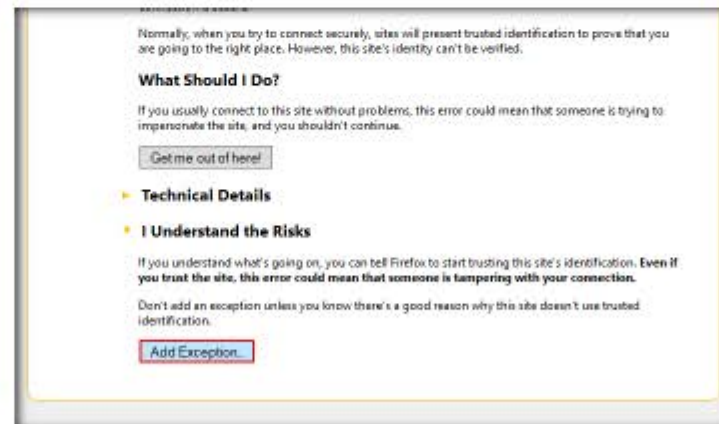 Normally, when you try to connect securely, sites will present trusted identification to prove that you
are going to the right place. However, this site's identity can't be verified.
What Should I Do?
If you usually connect to this site without problems, this error could mean that someone is trying to
impersonate the site, and you shouldn't continue.
Get me out of here!
Technical Details
I Understand the Risks
If you understand what's going on, you can tell Firefox to start trusting this site's identification. Even if
you trust the site, this error could mean that someone is tampering with your connection.
Don't add an exception unless you know there's a good reason why this site doesn't use trusted
identification.
Add Exception...